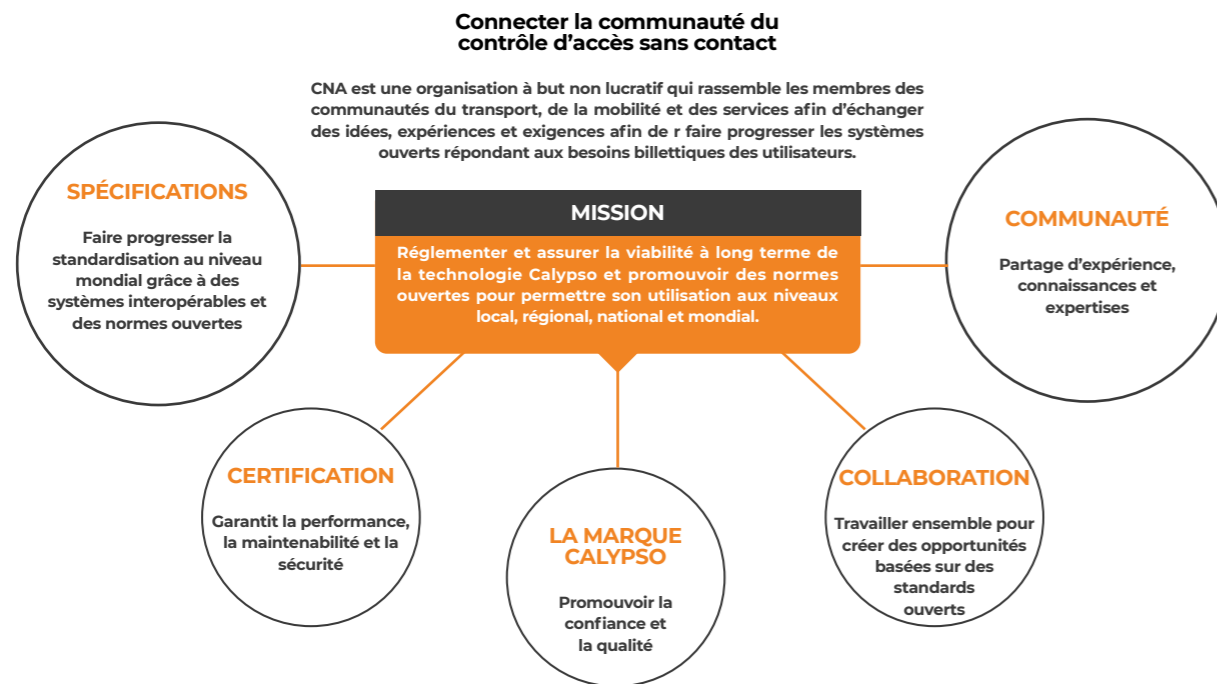 Connecter la communauté du
contrôle d'accès sans contact
CNA est une organisation à but non lucratif qui rassemble les membres des
communautés du transport, de la mobilité et des services afin d'échanger
des idées, expériences et exigences afin de r faire progresser les systèmes
ouverts répondant aux besoins billettiques des utilisateurs.
MISSION
Réglementer et assurer la viabilité à long terme de
la technologie Calypso et promouvoir des normes
ouvertes pour permettre son utilisation aux niveaux
local, régional, national et mondial.
SPÉCIFICATIONS
Faire progresser la
standardisation au niveau
mondial grâce à des
systèmes interopérables et
des normes ouvertes
COMMUNAUTÉ
Partage d'expérience,
connaissances et
expertises
CERTIFICATION
Garantit la performance,
la maintenabilité et la
sécurité
LA MARQUE
CALYPSO
Promouvoir la
confiance et
la qualité
COLLABORATION
Travailler ensemble pour
créer des opportunités
basées sur des
standards
ouverts